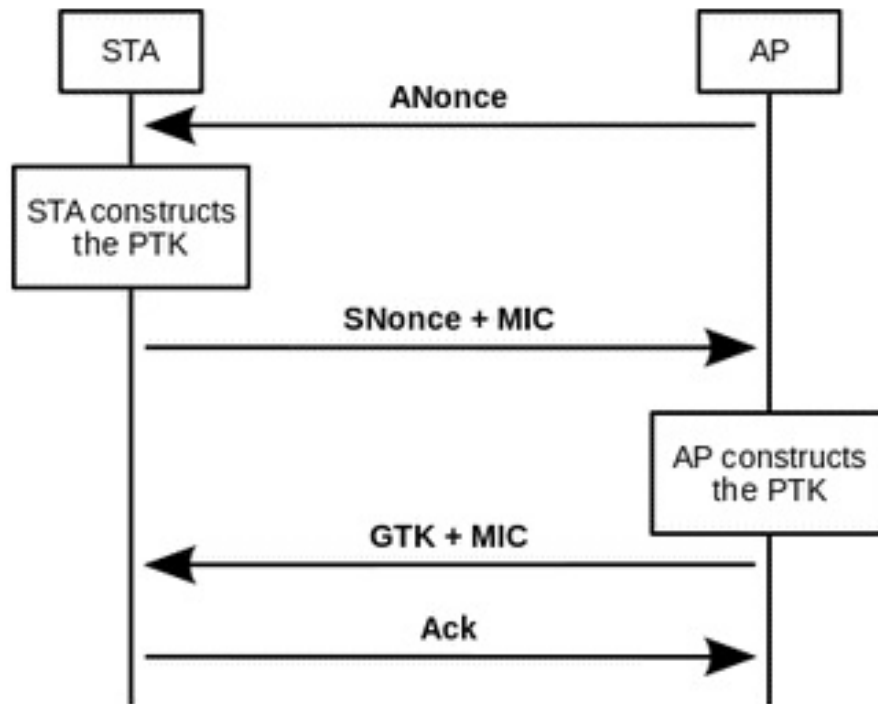 STA
AP
ANonce
STA constructs
the PTK
SNonce + MIC
AP constructs
the PTK
GTK + MIC
Ack